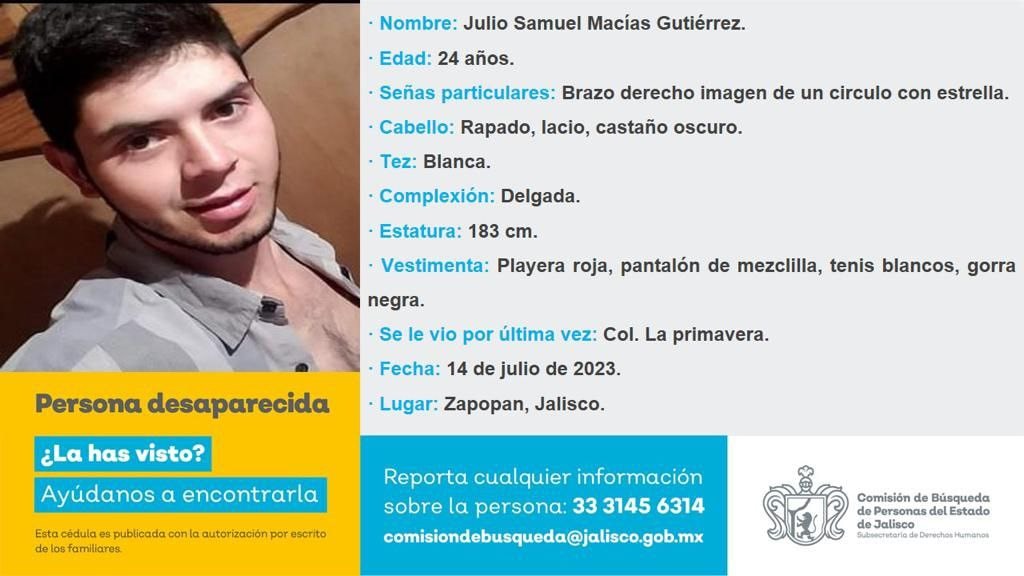 · Nombre: Julio Samuel Macías Gutiérrez.
· Edad: 24 años.
· Señas particulares: Brazo derecho imagen de un circulo con estrella.
· Cabello: Rapado, lacio, castaño oscuro.
· Tez: Blanca.
· Complexión: Delgada.
· Estatura: 183 cm.
· Vestimenta: Playera roja, pantalón de mezclilla, tenis blancos, gorra
negra.
· Se le vio por última vez: Col. La primavera.
· Fecha: 14 de julio de 2023.
· Lugar: Zapopan, Jalisco.
Persona desaparecida
¿La has visto?
Ayúdanos a encontrarla
Esta cédula es publicada con la autorización por escrito
de los familiares.
Reporta cualquier información
sobre la persona: 33 3145 6314
comisiondebusqueda@jalisco.gob.mx
Comisión de Búsqueda
de Personas del Estado
de Jalisco
Subsecretaría de Derechos Humanos